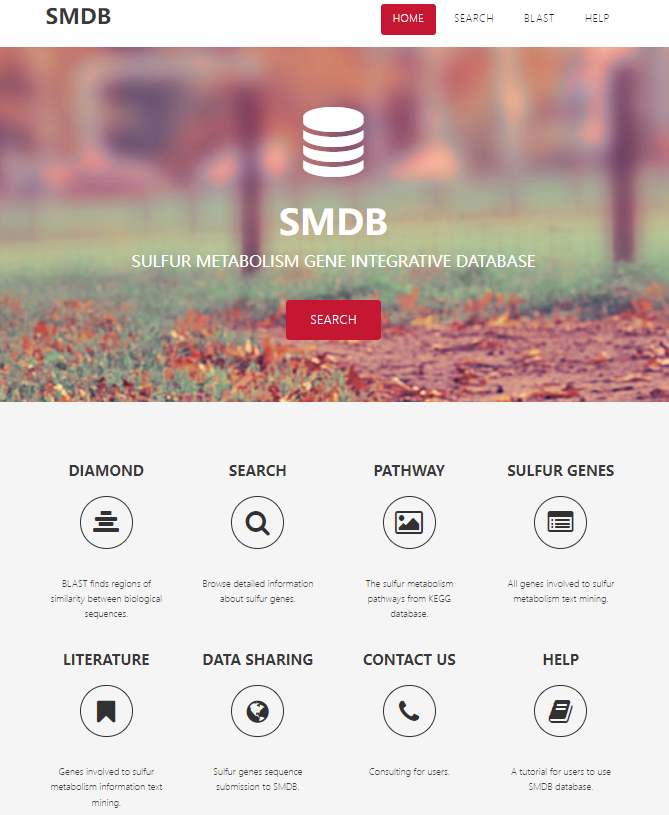 SMDB
HOME SEARCH BLAST HELP
SMDB
SULFUR METABOLISM GENE INTEGRATIVE DATABASE
SEARCH
DIAMOND
BLAST finds regions of
similarity between biological
sequences.
SEARCH
Browse detailed information
about sulfur genes.
PATHWAY
The sulfur metabolism
pathways from KEGG
database.
SULFUR GENES
All genes involved to sulfur
metabolism text mining.
LITERATURE
Genes involved to sulfur
metabolism information text
mining.
DATA SHARING
Sulfur genes sequence
submission to SMDB.
CONTACT US
Consulting for users.
HELP
A tutorial for users to use
SMDB database.